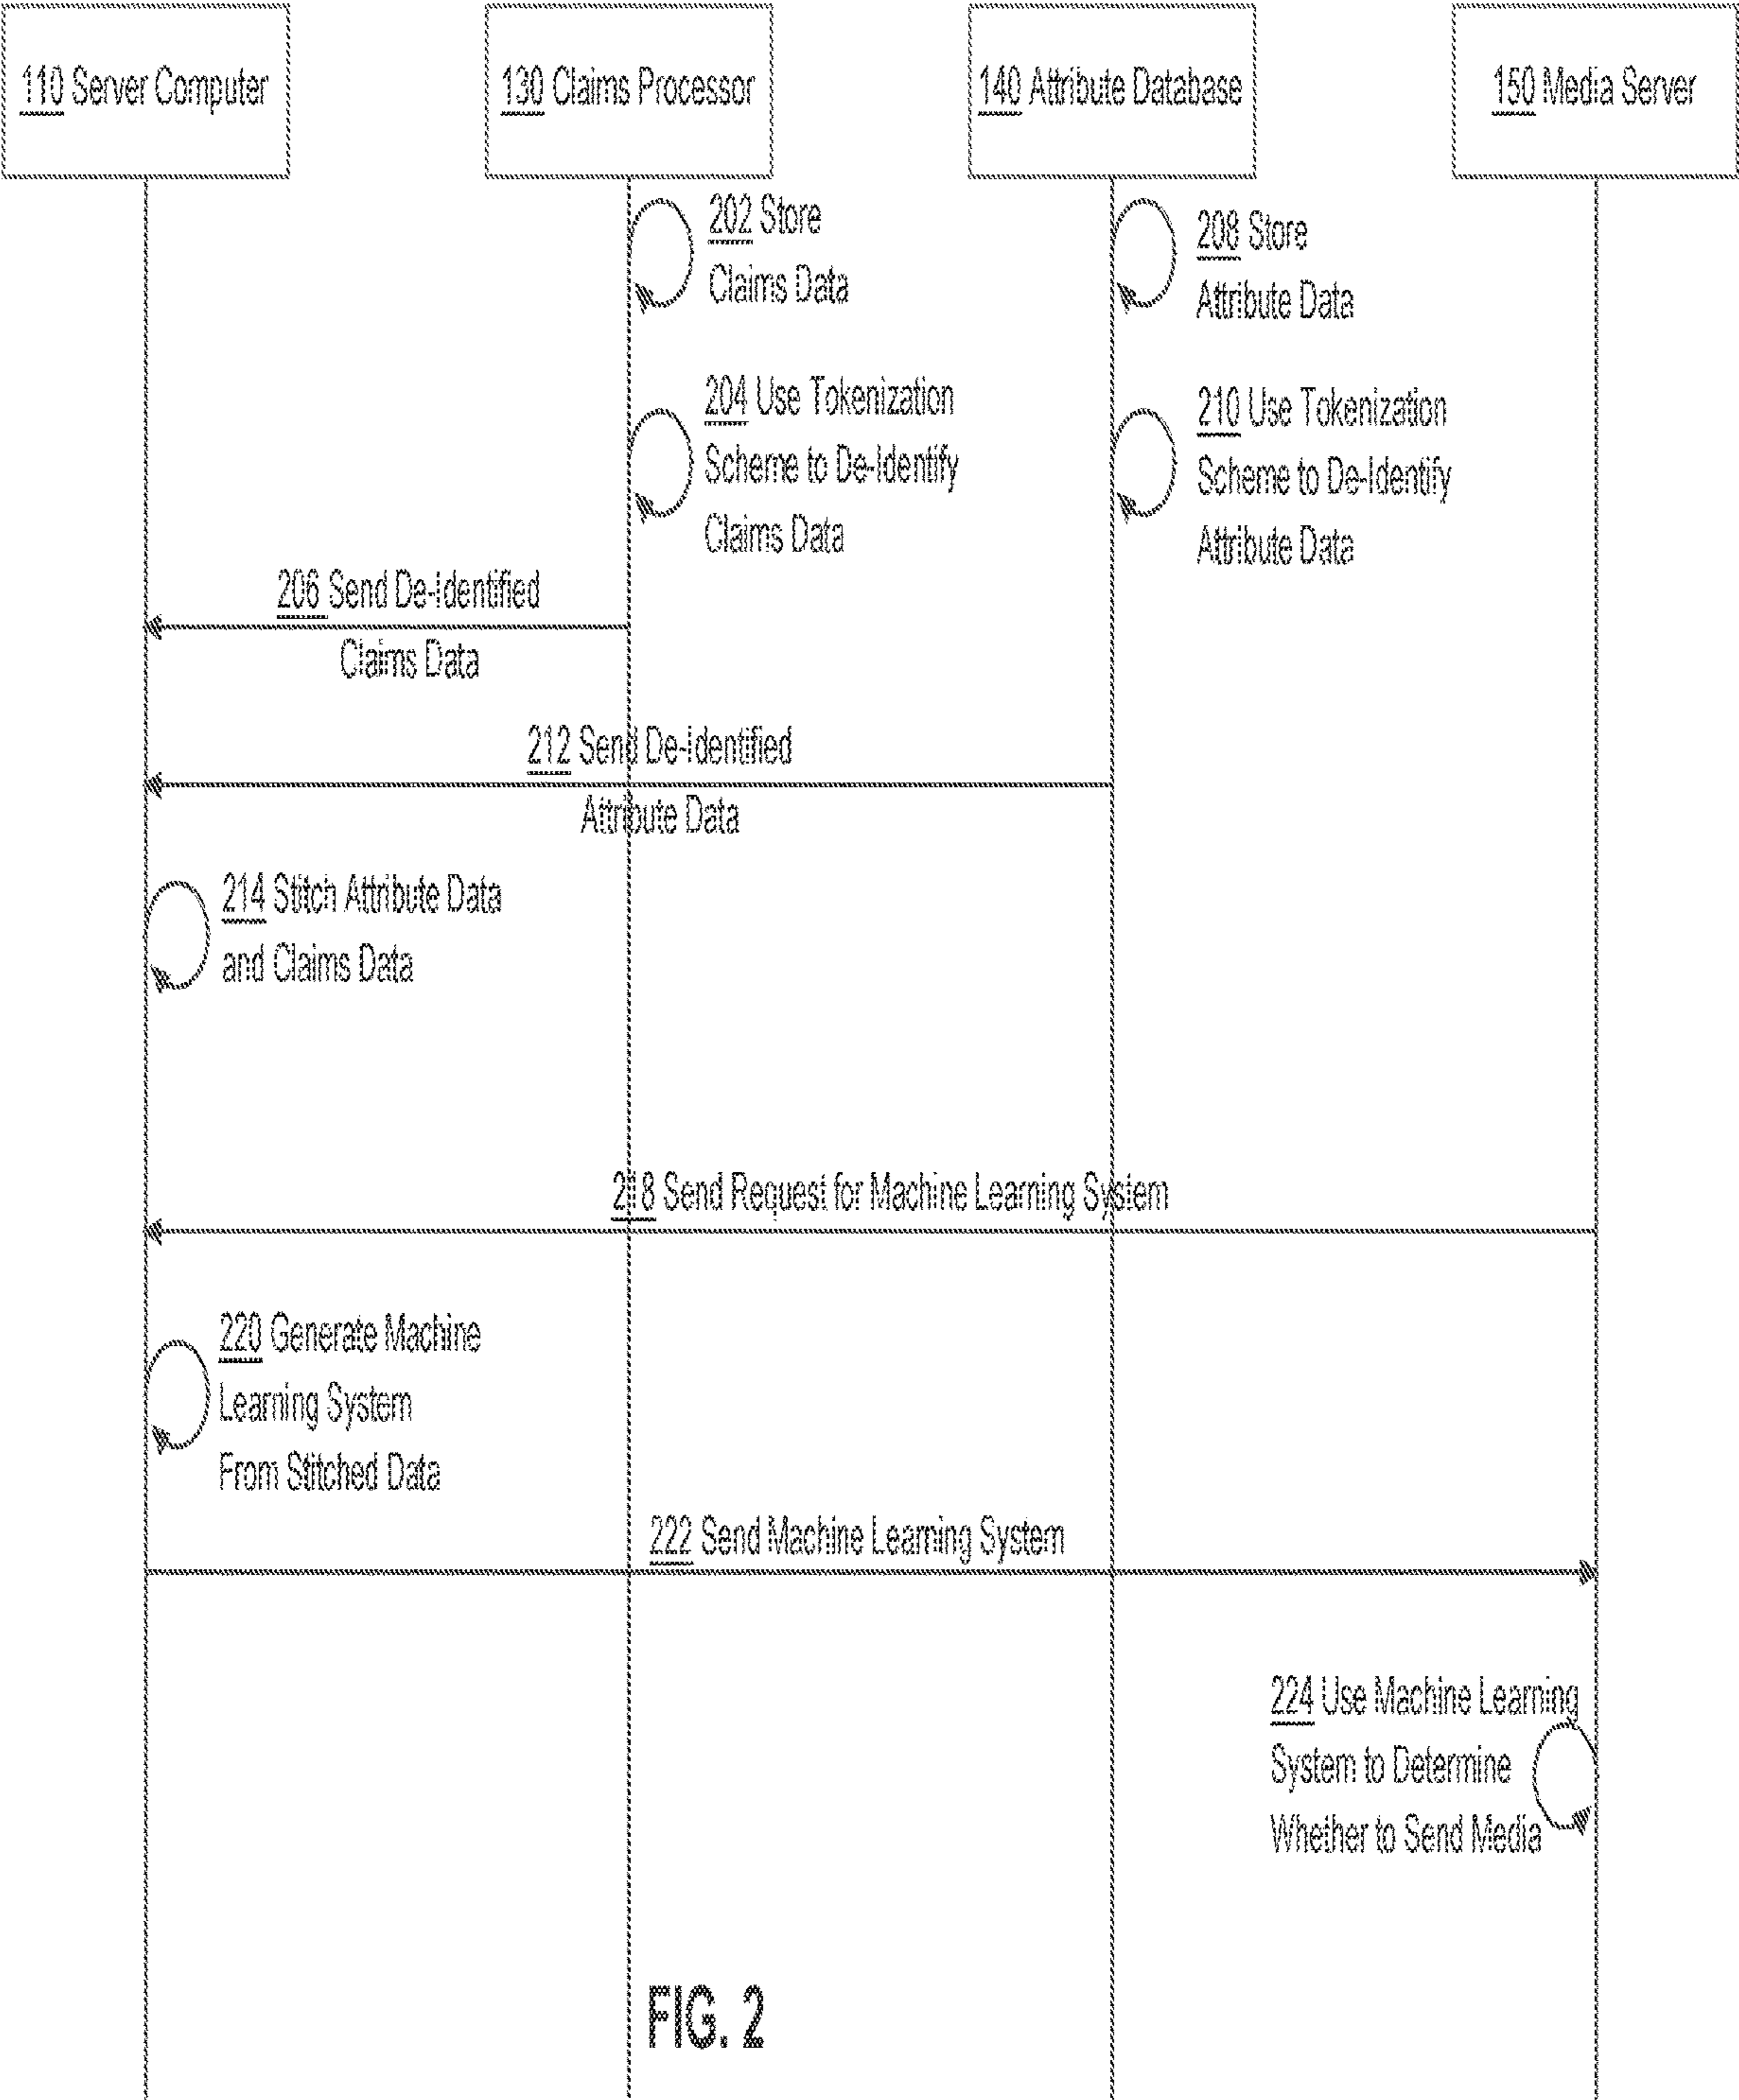 110 Server Computer
130 Claims Processor
140 Attribute Database
150 Media Server
202 Store
Claims Data
208 Store
Attribute Data
204 Use Tokenization
Scheme to De-Identify
Claims Data
210 Use Tokenization
Scheme to De-Identify
Attribute Data
206 Send De-Identified
Claims Data
212 Send De-Identified
Attribute Data
214 Stitch Attribute Data
and Claims Data
218 Send Request for Machine Learning System
220 Generate Machine
Learning System
From Stitched Data
222 Send Machine Learning System
224 Use Machine Learning
System to Determine
Whether to Send Media
FIG. 2